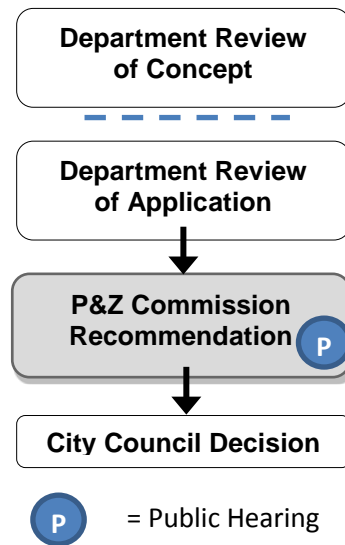 Department Review
of Concept
Department Review
of Application
P&Z Commission
Recommendation
P
City Council Decision
P = Public Hearing